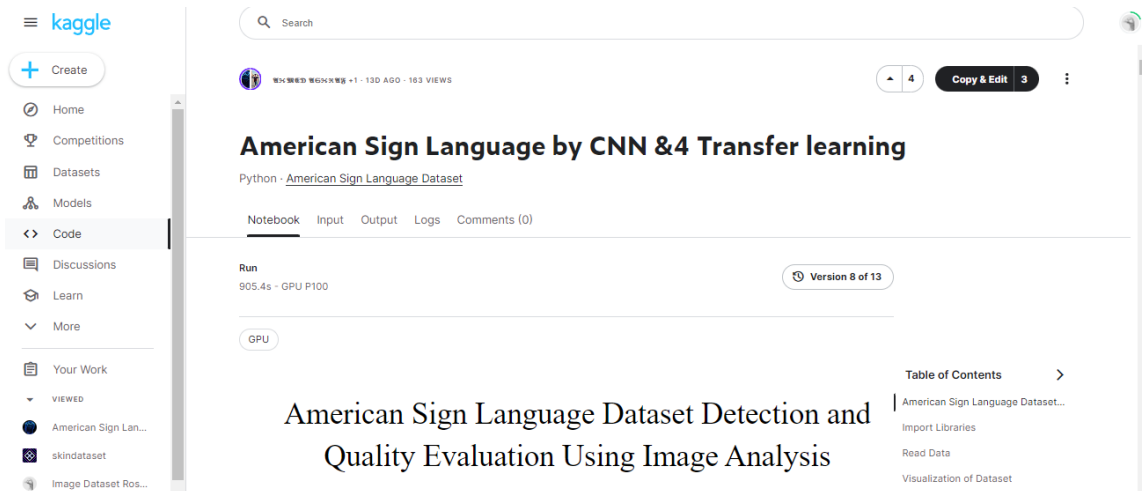 kaggle
Search
Create
+1 · 13D AGO · 163 VIEWS
4
Copy & Edit 3
Home
Competitions
Datasets
Models
Code
Discussions
Learn
More
Your Work
VIEWED
American Sign Lan...
skindataset
Image Dataset Ros...
American Sign Language by CNN &4 Transfer learning
Python · American Sign Language Dataset
Notebook Input Output Logs Comments (0)
Run
905.4s - GPU P100
Version 8 of 13
GPU
American Sign Language Dataset Detection and
Quality Evaluation Using Image Analysis
Table of Contents
American Sign Language Dataset...
Import Libraries
Read Data
Visualization of Dataset